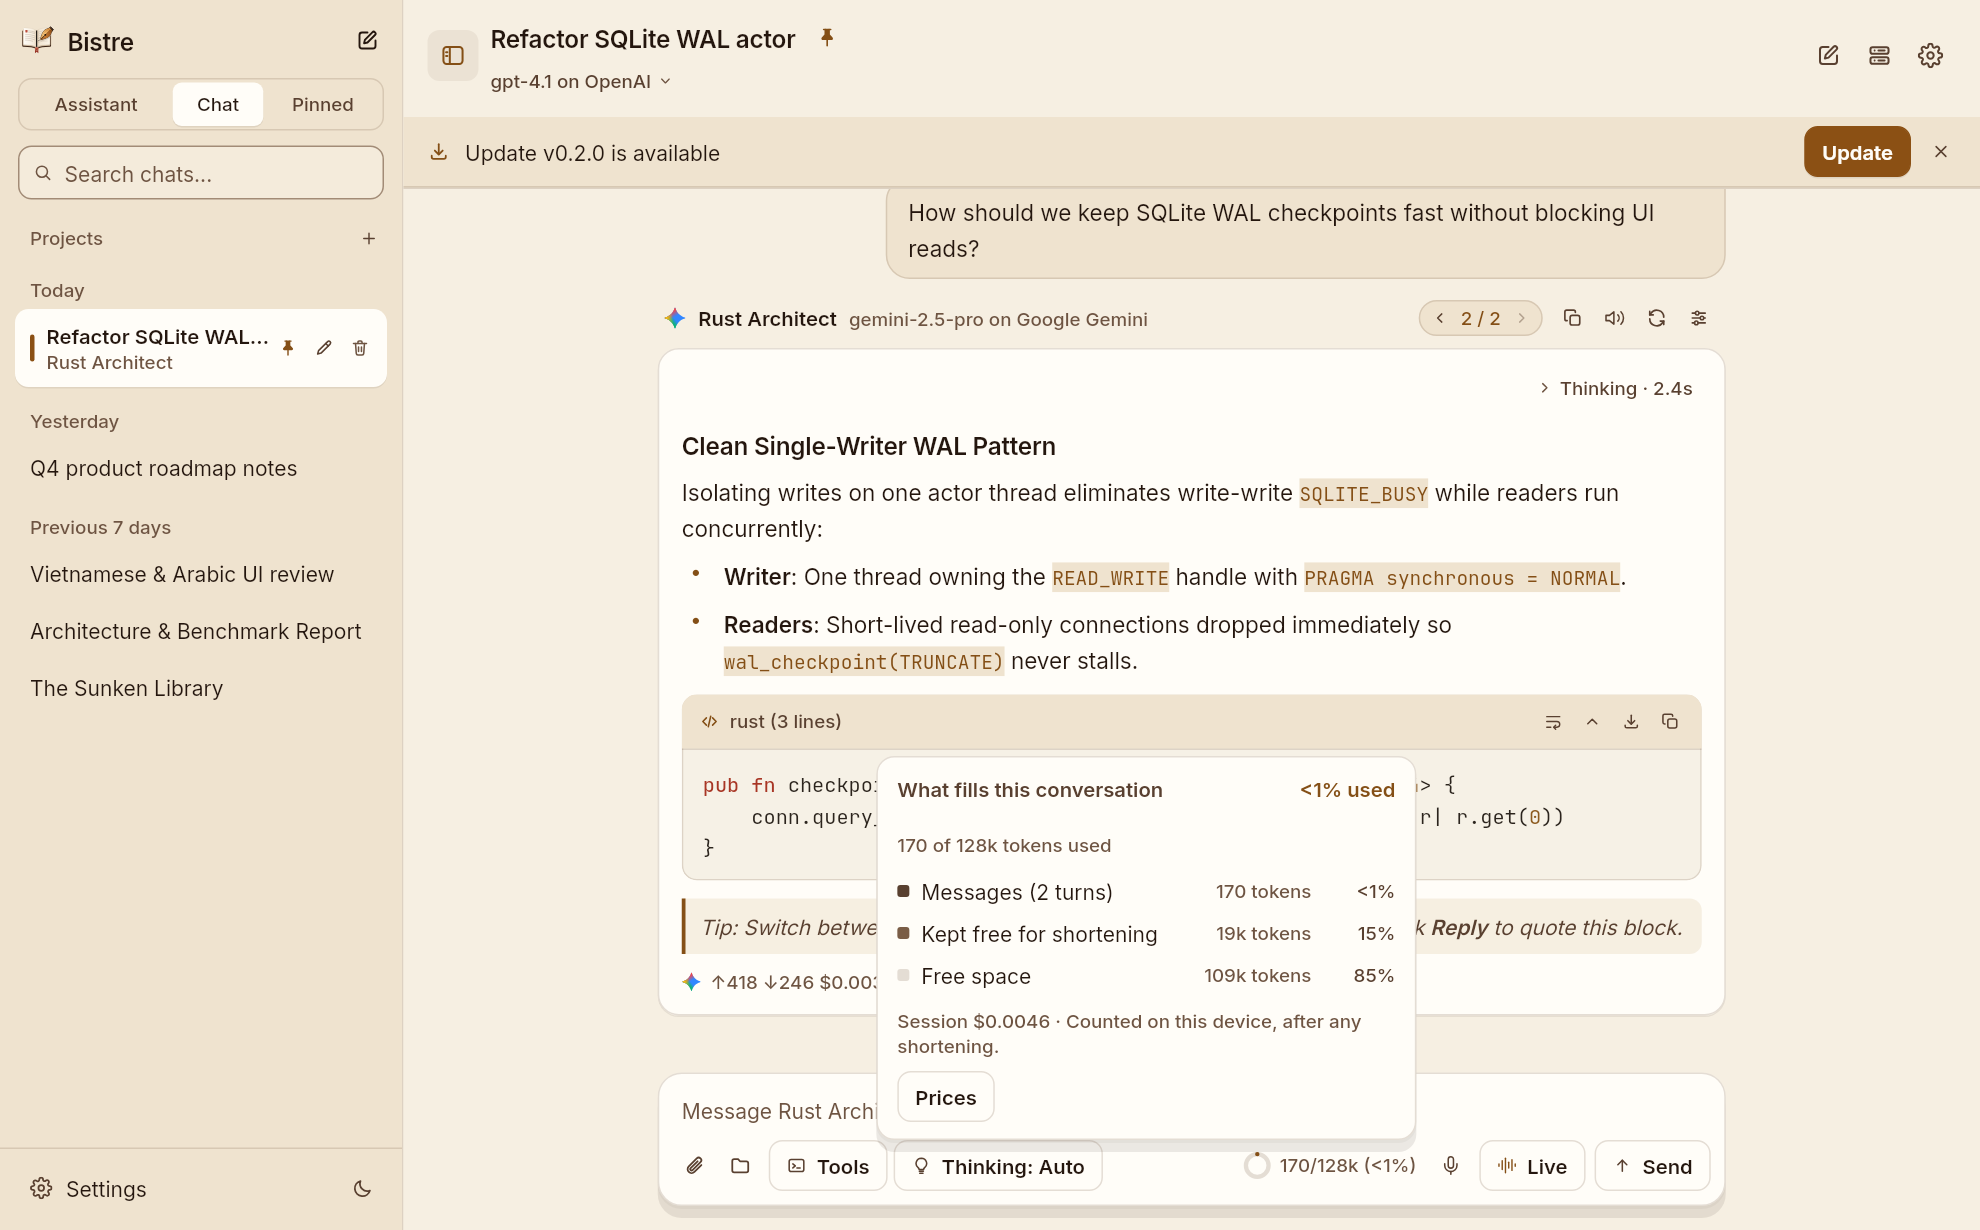 Bistre
Assistant
Chat
Pinned
Search chats...
Projects
Today
Refactor SQLite WAL...
Rust Architect
Yesterday
Q4 product roadmap notes
Previous 7 days
Vietnamese & Arabic UI review
Architecture & Benchmark Report
The Sunken Library
Settings
Refactor SQLite WAL actor
gpt-4.1 on OpenAI
Update v0.2.0 is available
Update
How should we keep SQLite WAL checkpoints fast without blocking UI
reads?
Rust Architect gemini-2.5-pro on Google Gemini
2 / 2
Thinking · 2.4s
Clean Single-Writer WAL Pattern
Isolating writes on one actor thread eliminates write-write SQLITE_BUSY while readers run
concurrently:
• Writer: One thread owning the READ_WRITE handle with PRAGMA synchronous = NORMAL.
• Readers: Short-lived read-only connections dropped immediately so
wal_checkpoint(TRUNCATE) never stalls.
rust (3 lines)
pub fn > {
conn.query_ r| r.get(0))
}
Tip: Switch Reply to quote this block.
↑418 ↓246
What fills this conversation
<1% used
170 of 128k tokens used
Messages (2 turns) 170 tokens <1%
Kept free for shortening 19k tokens 15%
Free space 109k tokens 85%
Session $0.0046 · Counted on this device, after any
shortening.
Prices
Message Rust
Tools
Thinking: Auto
170/128k (<1%)
Live
Send